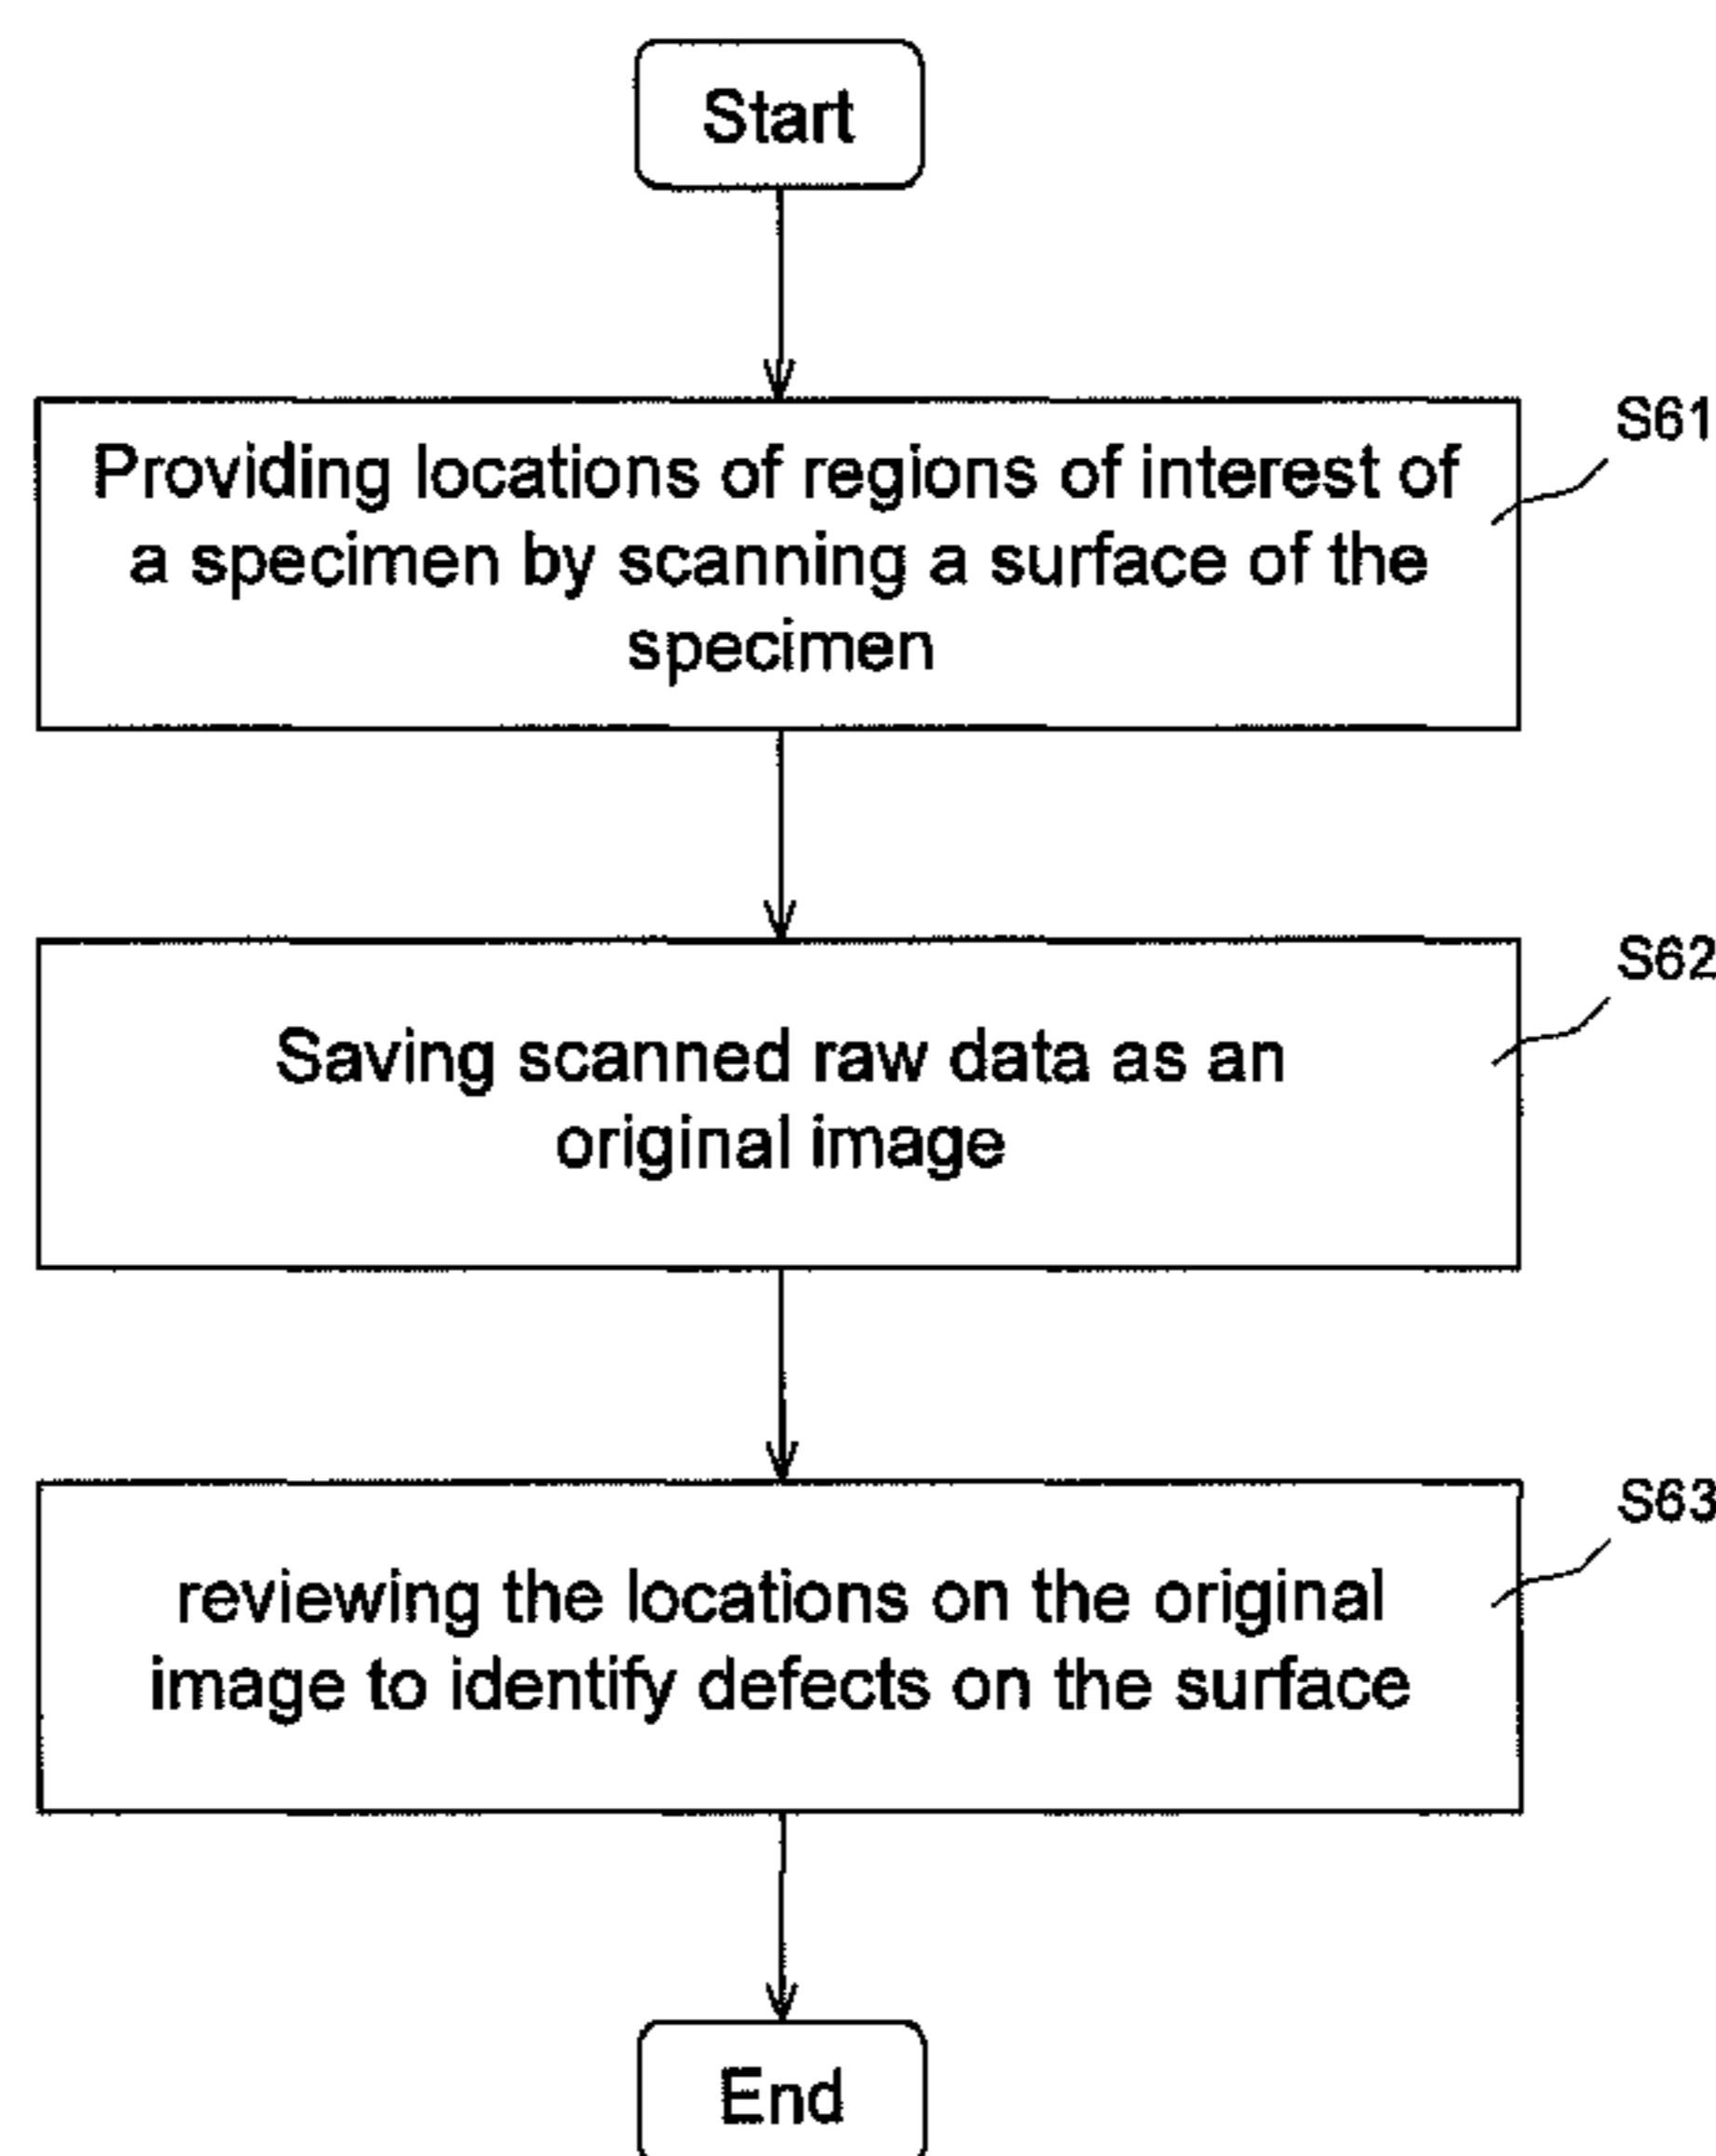 Start
S61
Providing locations of regions of interest of
a specimen by scanning a surface of the
specimen
S62
Saving scanned raw data as an
original image
S63
reviewing the locations on the original
image to identify defects on the surface
End